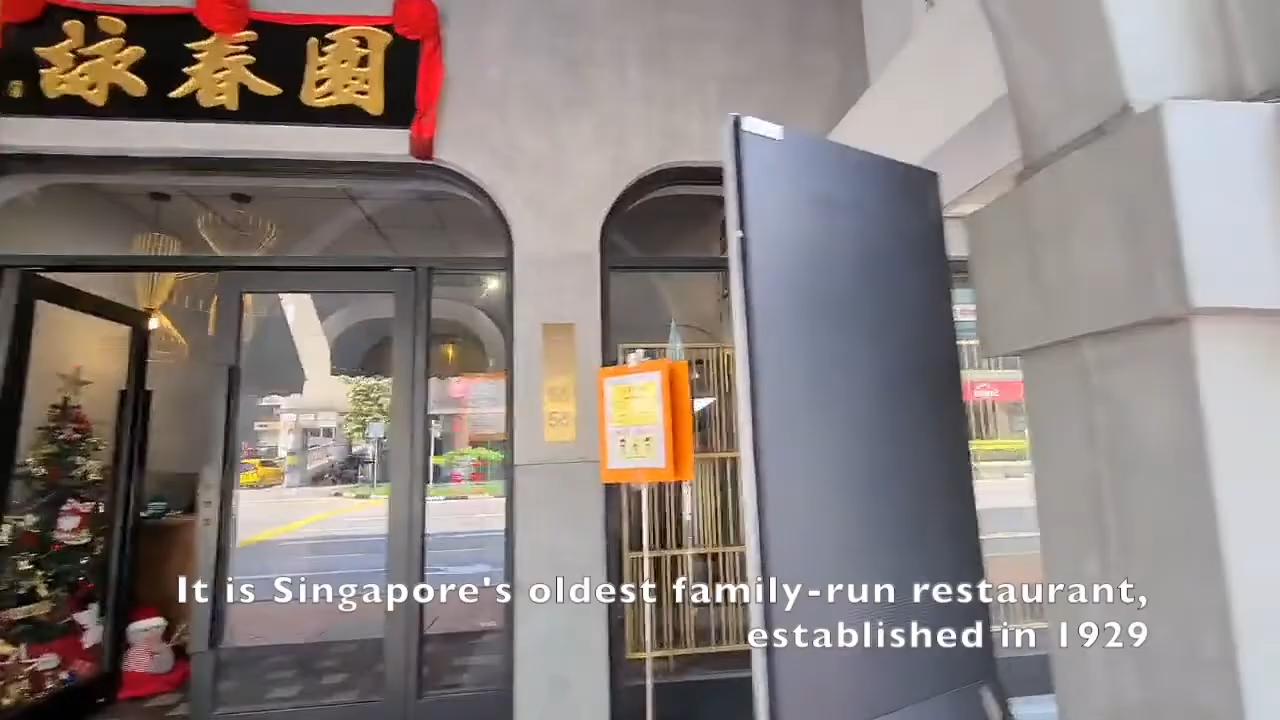 詠春園
It is Singapore's oldest family-run restaurant,
established in 1929